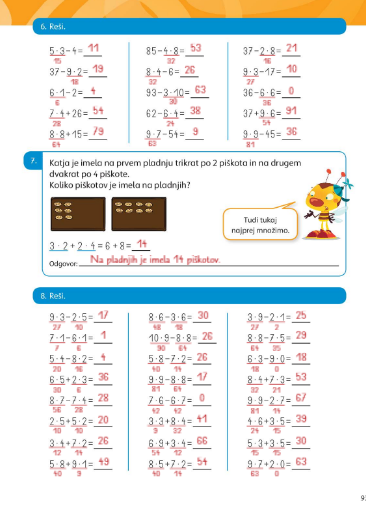 6. Reši.
5·3-4= 11 85-4·8= 53 37-2·8= 21
15 32 16
37-9·2= 19 8·4-6= 26 9·3-17= 10
18 32 27
6·1-2= 4 93-3·10= 63 36-6·6= 0
6 30 36
7·4+26= 54 62-6·4= 38 37+9·6= 91
28 24 54
8·8+15= 79 9·7-54= 9 9·9-45= 36
64 63 81
7. Katja je imela na prvem pladnju trikrat po 2 piškota in na drugem
dvakrat po 4 piškote.
Koliko piškotov je imela na pladnjih?
Tudi tukaj
najprej množimo.
3·2+2·4=6+8= 14
Odgovor: Na pladnjih je imela 14 piškotov.
8. Reši.
9·3-2·5= 17 8·6-3·6= 30 3·9-2·1= 25
27 10 48 18 27 2
7·1-6·1= 1 10·9-8·8= 26 8·8-7·5= 29
7 6 90 64 64 35
5·4-8·2= 4 5·8-7·2= 26 6·3-9·0= 18
20 16 40 14 18 0
6·5+2·3= 36 9·9-8·8= 17 8·4+7·3= 53
30 6 81 64 32 21
8·7-7·4= 28 7·6-6·7= 0 9·9-2·7= 67
56 28 42 42 81 14
2·5+5·2= 20 3·3+8·4= 41 4·6+3·5= 39
10 10 9 32 24 15
3·4+7·2= 26 6·9+3·4= 66 5·3+3·5= 30
12 14 54 12 15 15
5·8+9·1= 49 8·5+7·2= 54 9·7+2·0= 63
40 9 40 14 63 0